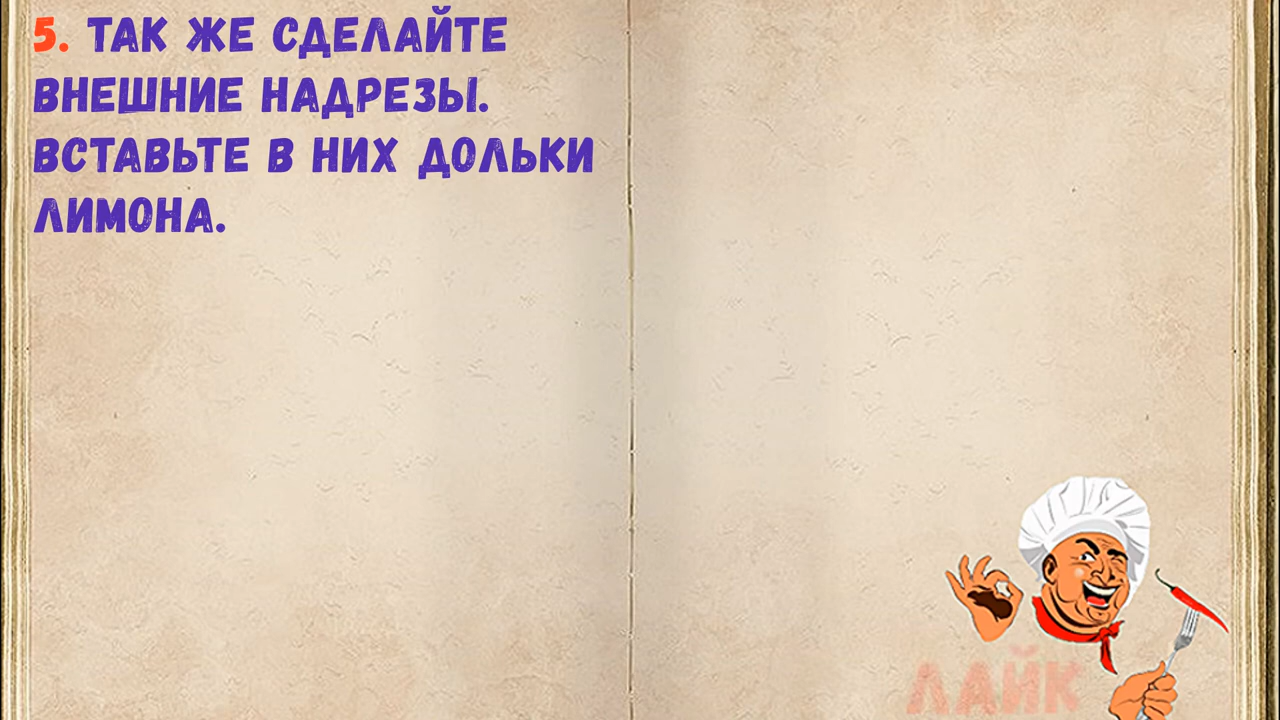 5. ТАК ЖЕ СДЕЛАЙТЕ
ВНЕШНИЕ НАДРЕЗЫ.
ВСТАВЬТЕ В НИХ ДОЛЬКИ
ЛИМОНА.
ЛАЙК